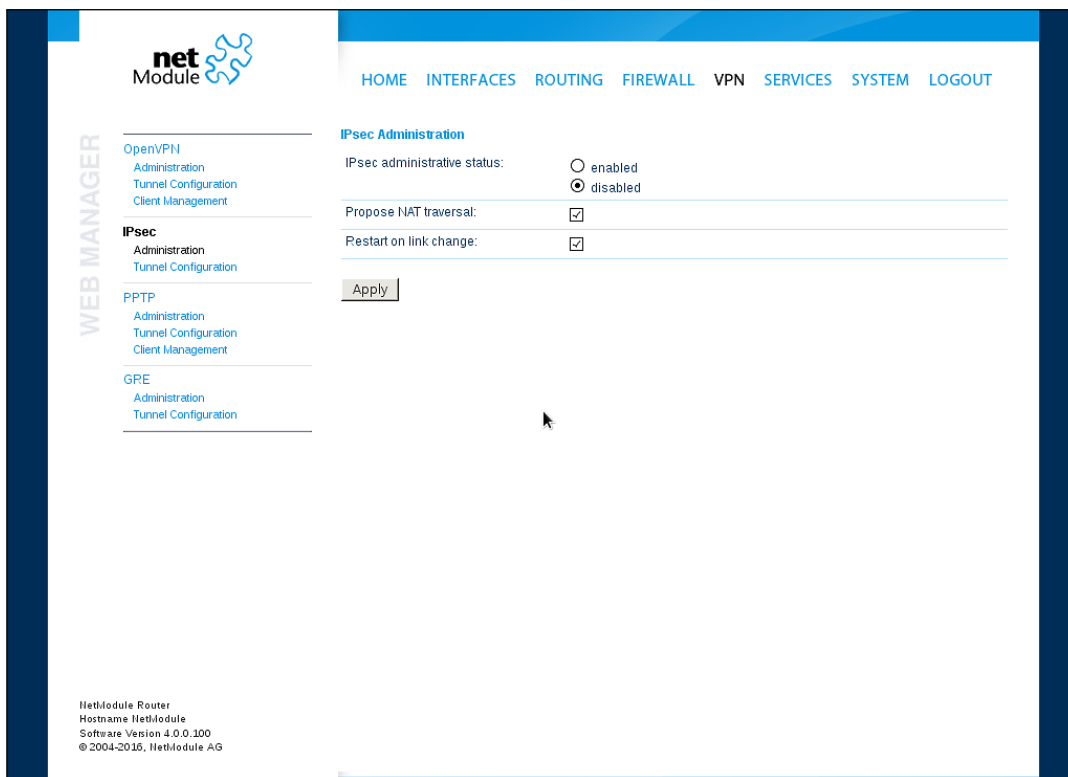 net
Module
HOME INTERFACES ROUTING FIREWALL VPN SERVICES SYSTEM LOGOUT
WEB MANAGER
OpenVPN
Administration
Tunnel Configuration
Client Management
IPsec
Administration
Tunnel Configuration
PPTP
Administration
Tunnel Configuration
Client Management
GRE
Administration
Tunnel Configuration
IPsec Administration
IPsec administrative status:
enabled
disabled
Propose NAT traversal:
Restart on link change:
Apply
NetModule Router
Hostname NetModule
Software Version 4.0.0.100
© 2004-2016, NetModule AG